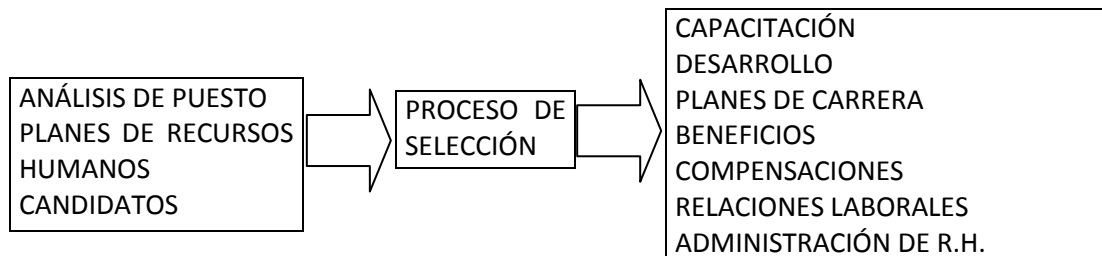 ANÁLISIS DE PUESTO
PLANES DE RECURSOS
HUMANOS
CANDIDATOS
PROCESO DE
SELECCIÓN
CAPACITACIÓN
DESARROLLO
PLANES DE CARRERA
BENEFICIOS
COMPENSACIONES
RELACIONES LABORALES
ADMINISTRACIÓN DE R.H.